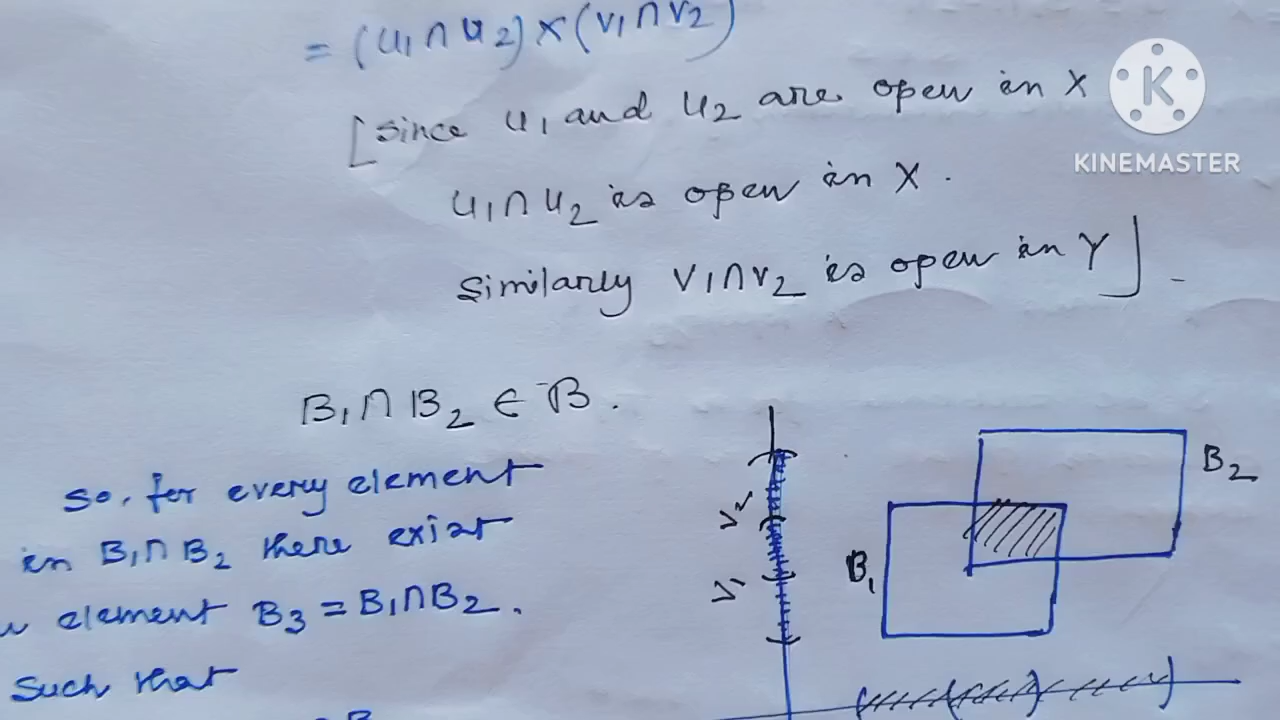 = (U₁∩U₂)×(V₁∩V₂)
[since U₁ and U₂ are open in X
U₁∩U₂ is open in X.
similarly V₁∩V₂ is open in Y].
B₁∩B₂ ∈ B.
So, for every element
in B₁∩B₂ there exist
element B₃ = B₁∩B₂.
Such that
K
KINEMASTER
B₂
B₁
V₂
V₁